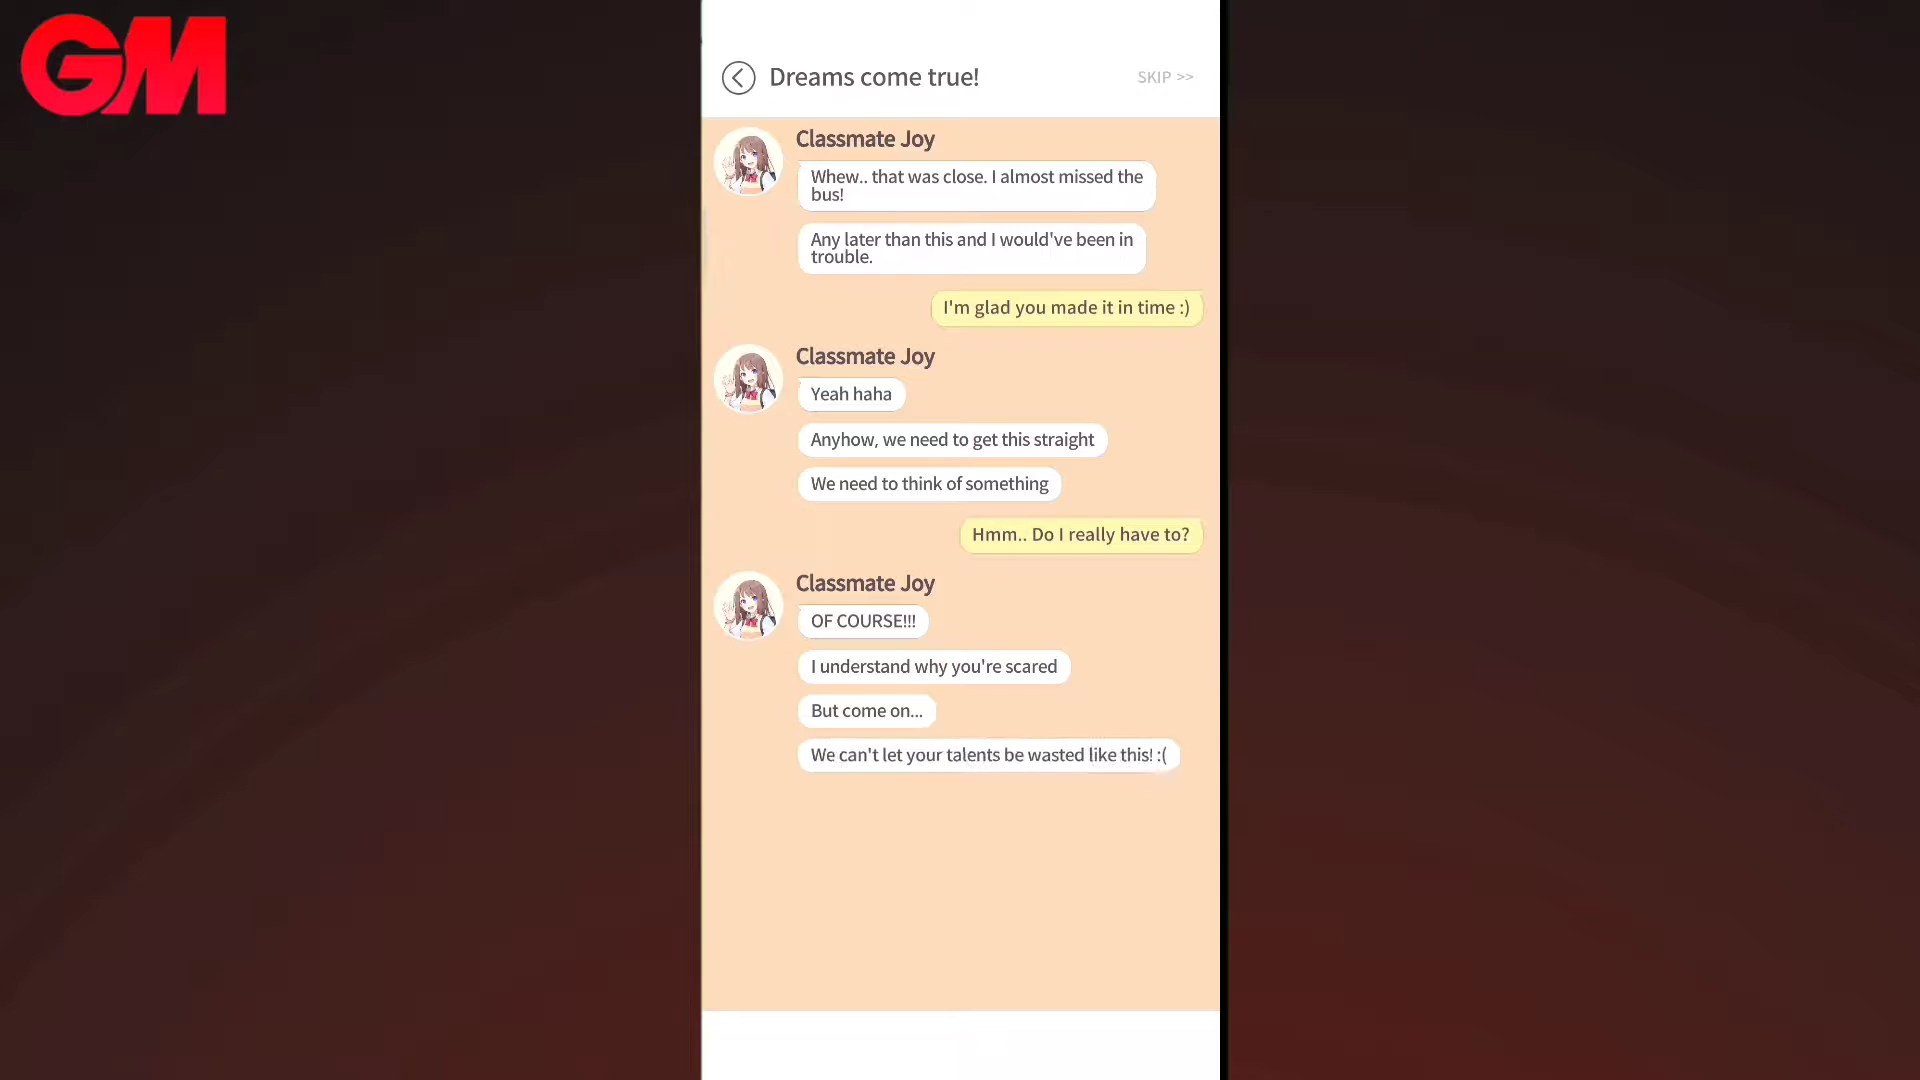 GM
Dreams come true!
SKIP >>
Classmate Joy
Whew.. that was close. I almost missed the
bus!
Any later than this and I would've been in
trouble.
I'm glad you made it in time :)
Classmate Joy
Yeah haha
Anyhow, we need to get this straight
We need to think of something
Hmm.. Do I really have to?
Classmate Joy
OF COURSE!!!
I understand why you're scared
But come on...
We can't let your talents be wasted like this! :(